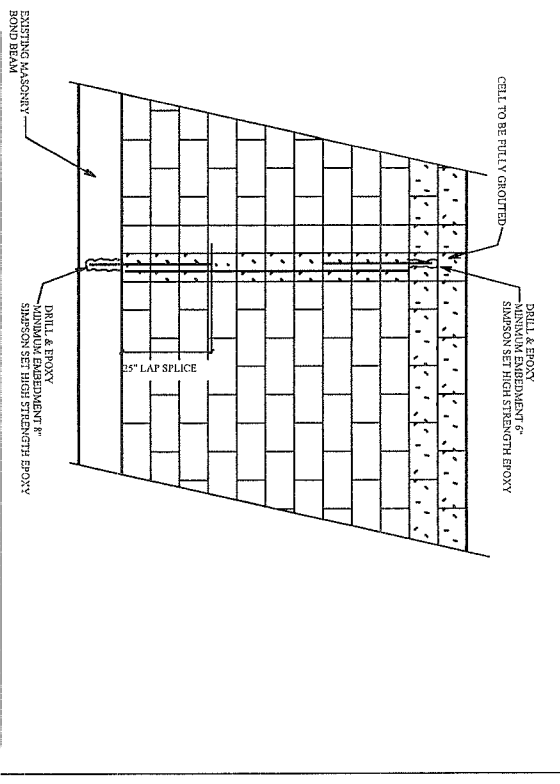 CELL TO BE FULLY GROUTED
DRILL & EPOXY
MINIMUM EMBEDMENT 6"
SIMPSON SET HIGH STRENGTH EPOXY
25" LAP SPLICE
EXISTING MASONRY
BOND BEAM
DRILL & EPOXY
MINIMUM EMBEDMENT 8"
SIMPSON SET HIGH STRENGTH EPOXY